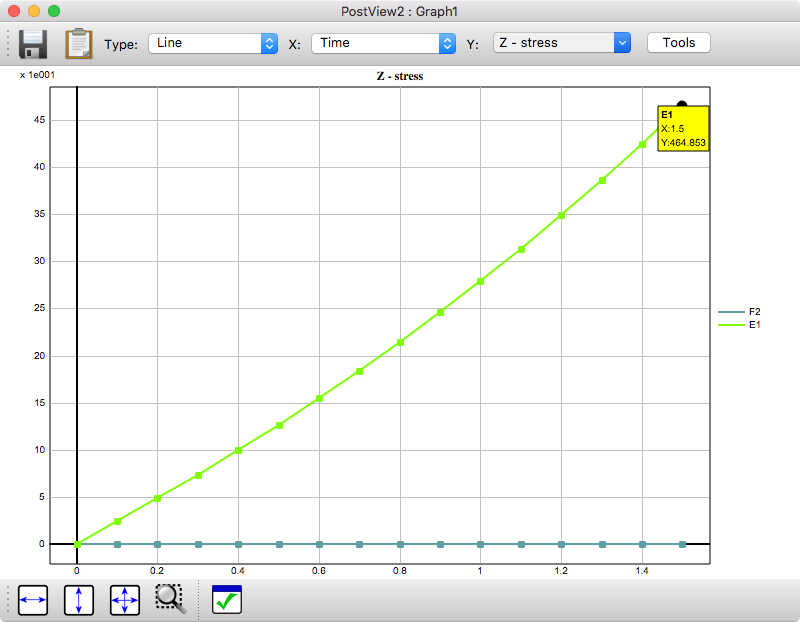 PostView2 : Graph1
Type: Line X: Time Y: Z - stress Tools
x 1e001
Z - stress
45
40
35
30
25
20
15
10
5
0
0 0.2 0.4 0.6 0.8 1 1.2 1.4
E1
X:1.5
Y:464.853
F2
E1